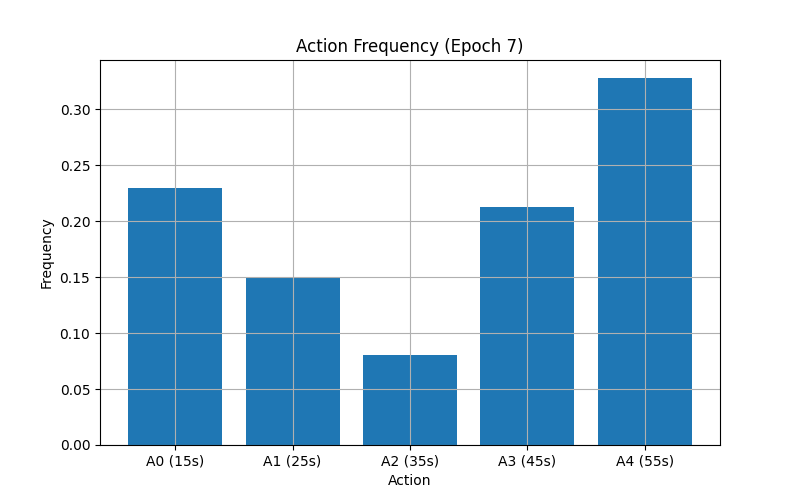 Action Frequency (Epoch 7)
Frequency
0.30
0.25
0.20
0.15
0.10
0.05
0.00
A0 (15s) A1 (25s) A2 (35s) A3 (45s) A4 (55s)
Action